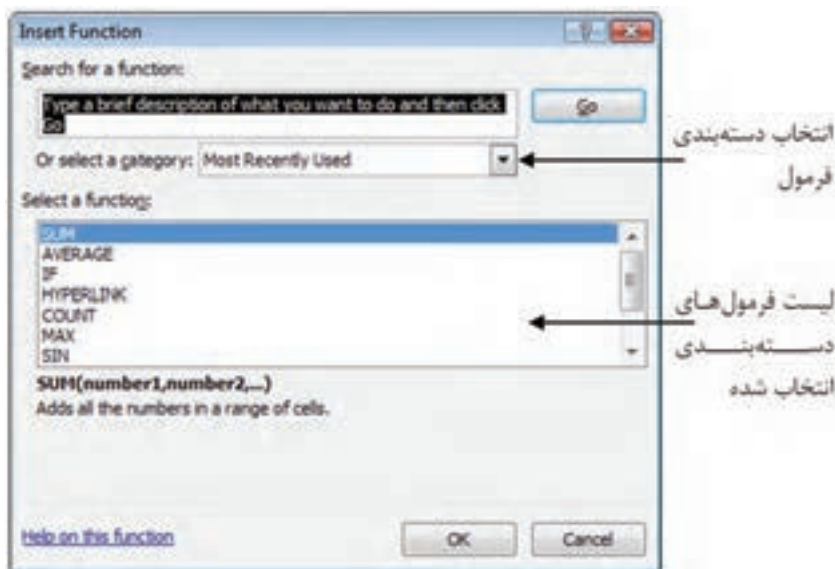 Insert Function
Search for a function:
Type a brief description of what you want to do and then click
Go
Go
Or select a category: Most Recently Used
انتخاب دسته‌بندی
فرمول
Select a function:
SUM
AVERAGE
IF
HYPERLINK
COUNT
MAX
SIN
لیست فرمول‌های
دسته‌بندی
انتخاب شده
SUM(number1,number2,...)
Adds all the numbers in a range of cells.
Help on this function
OK
Cancel